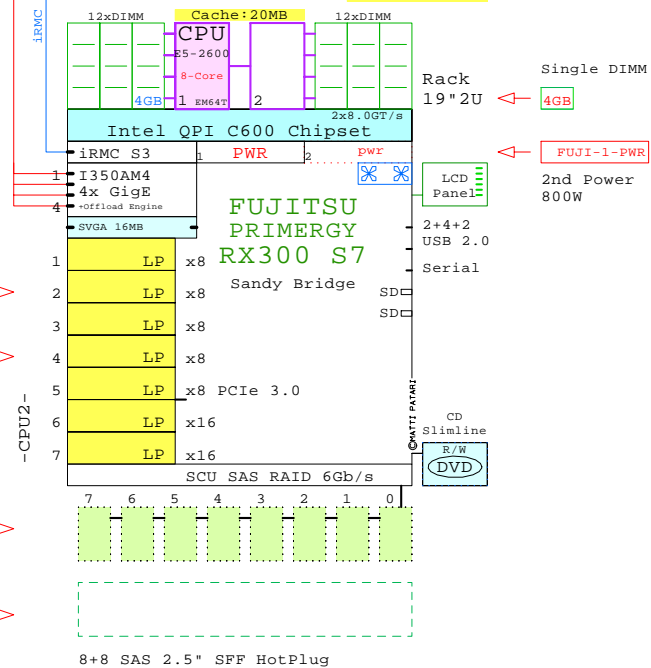 iRMC
12xDIMM
Cache:20MB
12xDIMM
CPU
E5-2600
8-Core
4GB
1 EM64T
2
Rack
19"2U
Single DIMM
4GB
2x8.0GT/s
Intel QPI C600 Chipset
iRMC S3
1 PWR 2
pwr
FUJI-1-PWR
2nd Power
800W
1 I350AM4
4x GigE
4 +Offload Engine
LCD
Panel
SVGA 16MB
FUJITSU
PRIMERGY
RX300 S7
Sandy Bridge
2+4+2
USB 2.0
Serial
SD
SD
1 LP x8
2 LP x8
3 LP x8
4 LP x8
5 LP x8 PCIe 3.0
6 LP x16
7 LP x16
-CPU2-
©MATTI PATARI
CD
Slimline
R/W
DVD
SCU SAS RAID 6Gb/s
7 6 5 4 3 2 1 0
8+8 SAS 2.5" SFF HotPlug